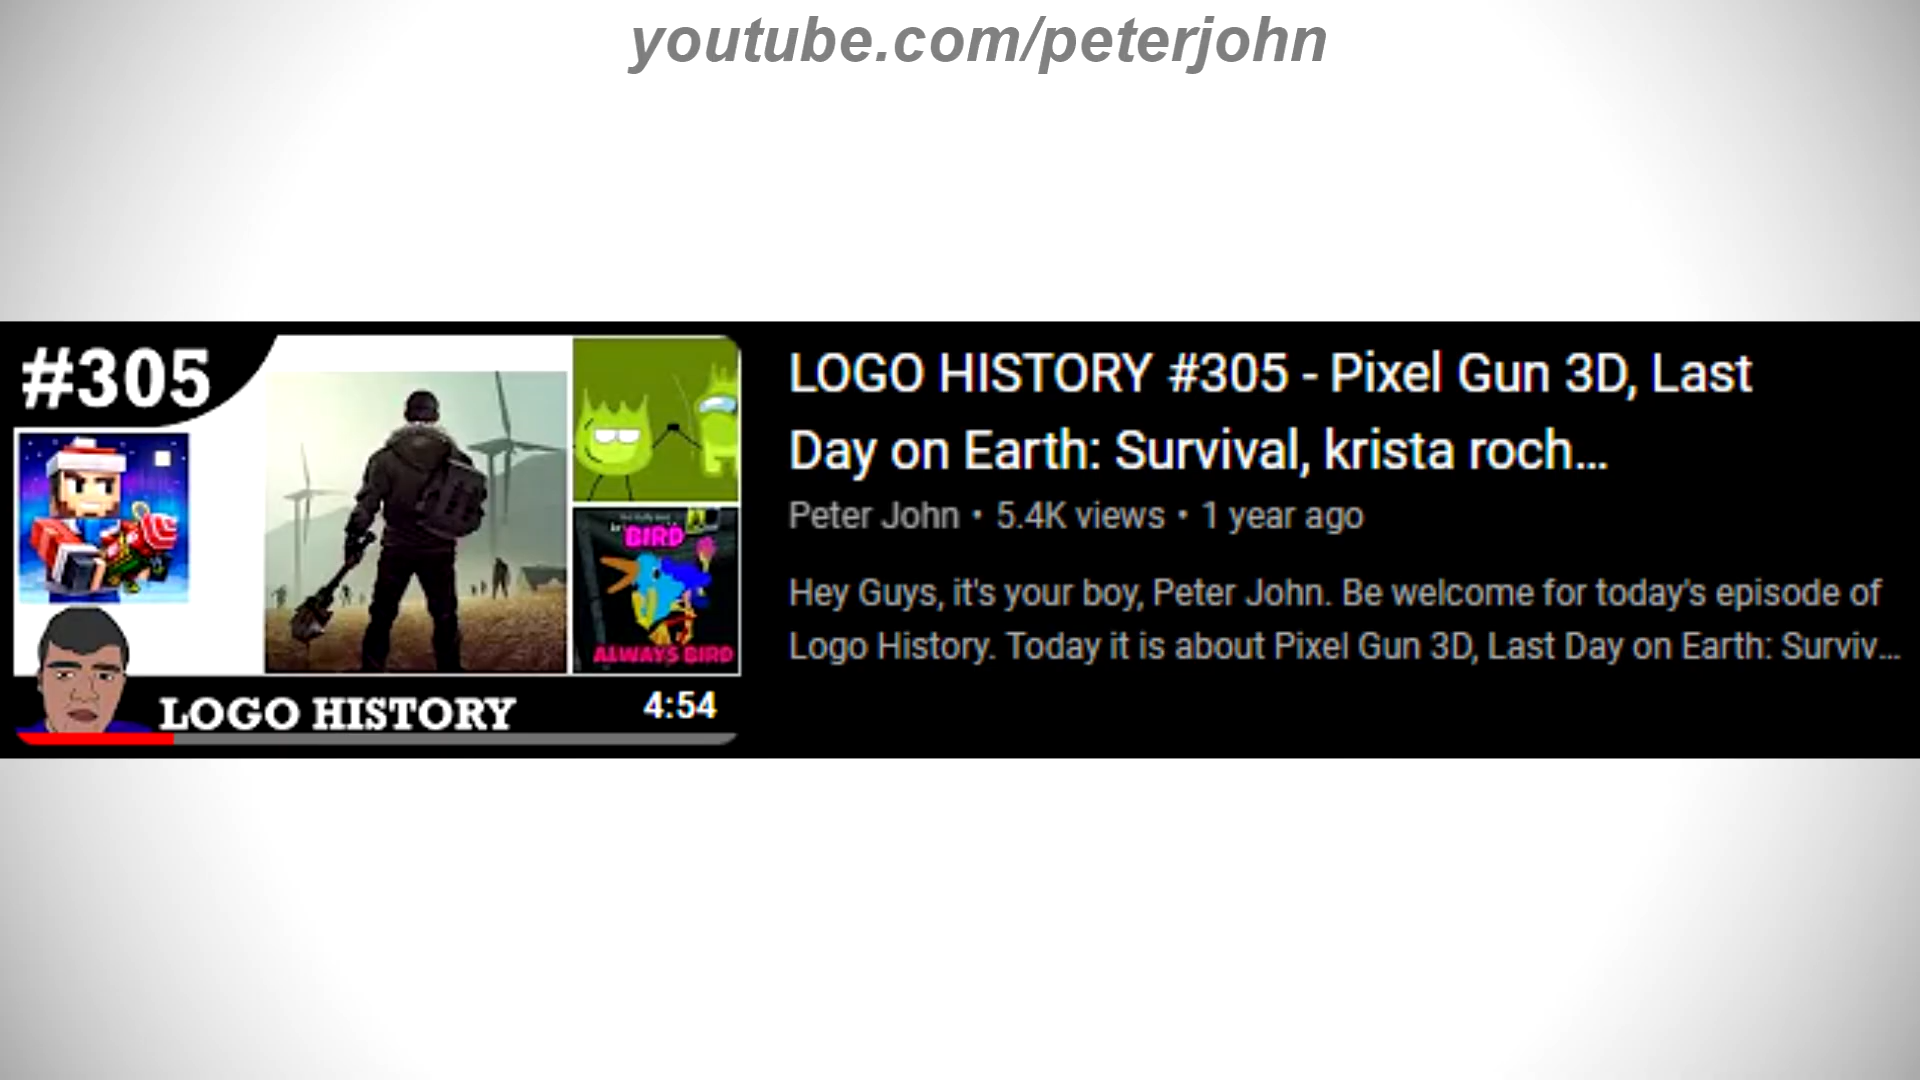 youtube.com/peterjohn
#305
BIRD
ALWAYS BIRD
LOGO HISTORY
4:54
LOGO HISTORY #305 - Pixel Gun 3D, Last
Day on Earth: Survival, krista roch...
Peter John • 5.4K views • 1 year ago
Hey Guys, it's your boy, Peter John. Be welcome for today's episode of
Logo History. Today it is about Pixel Gun 3D, Last Day on Earth: Surviv...